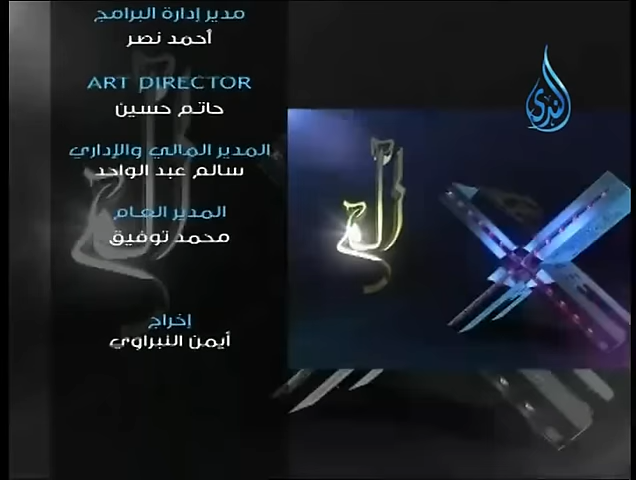 مدير إدارة البرامج
أحمد نصر
ART DIRECTOR
حاتم حسين
المدير المالي والإداري
سالم عبد الواحد
المدير العام
محمد توفيق
إخراج
أيمن النبراوي
الندى